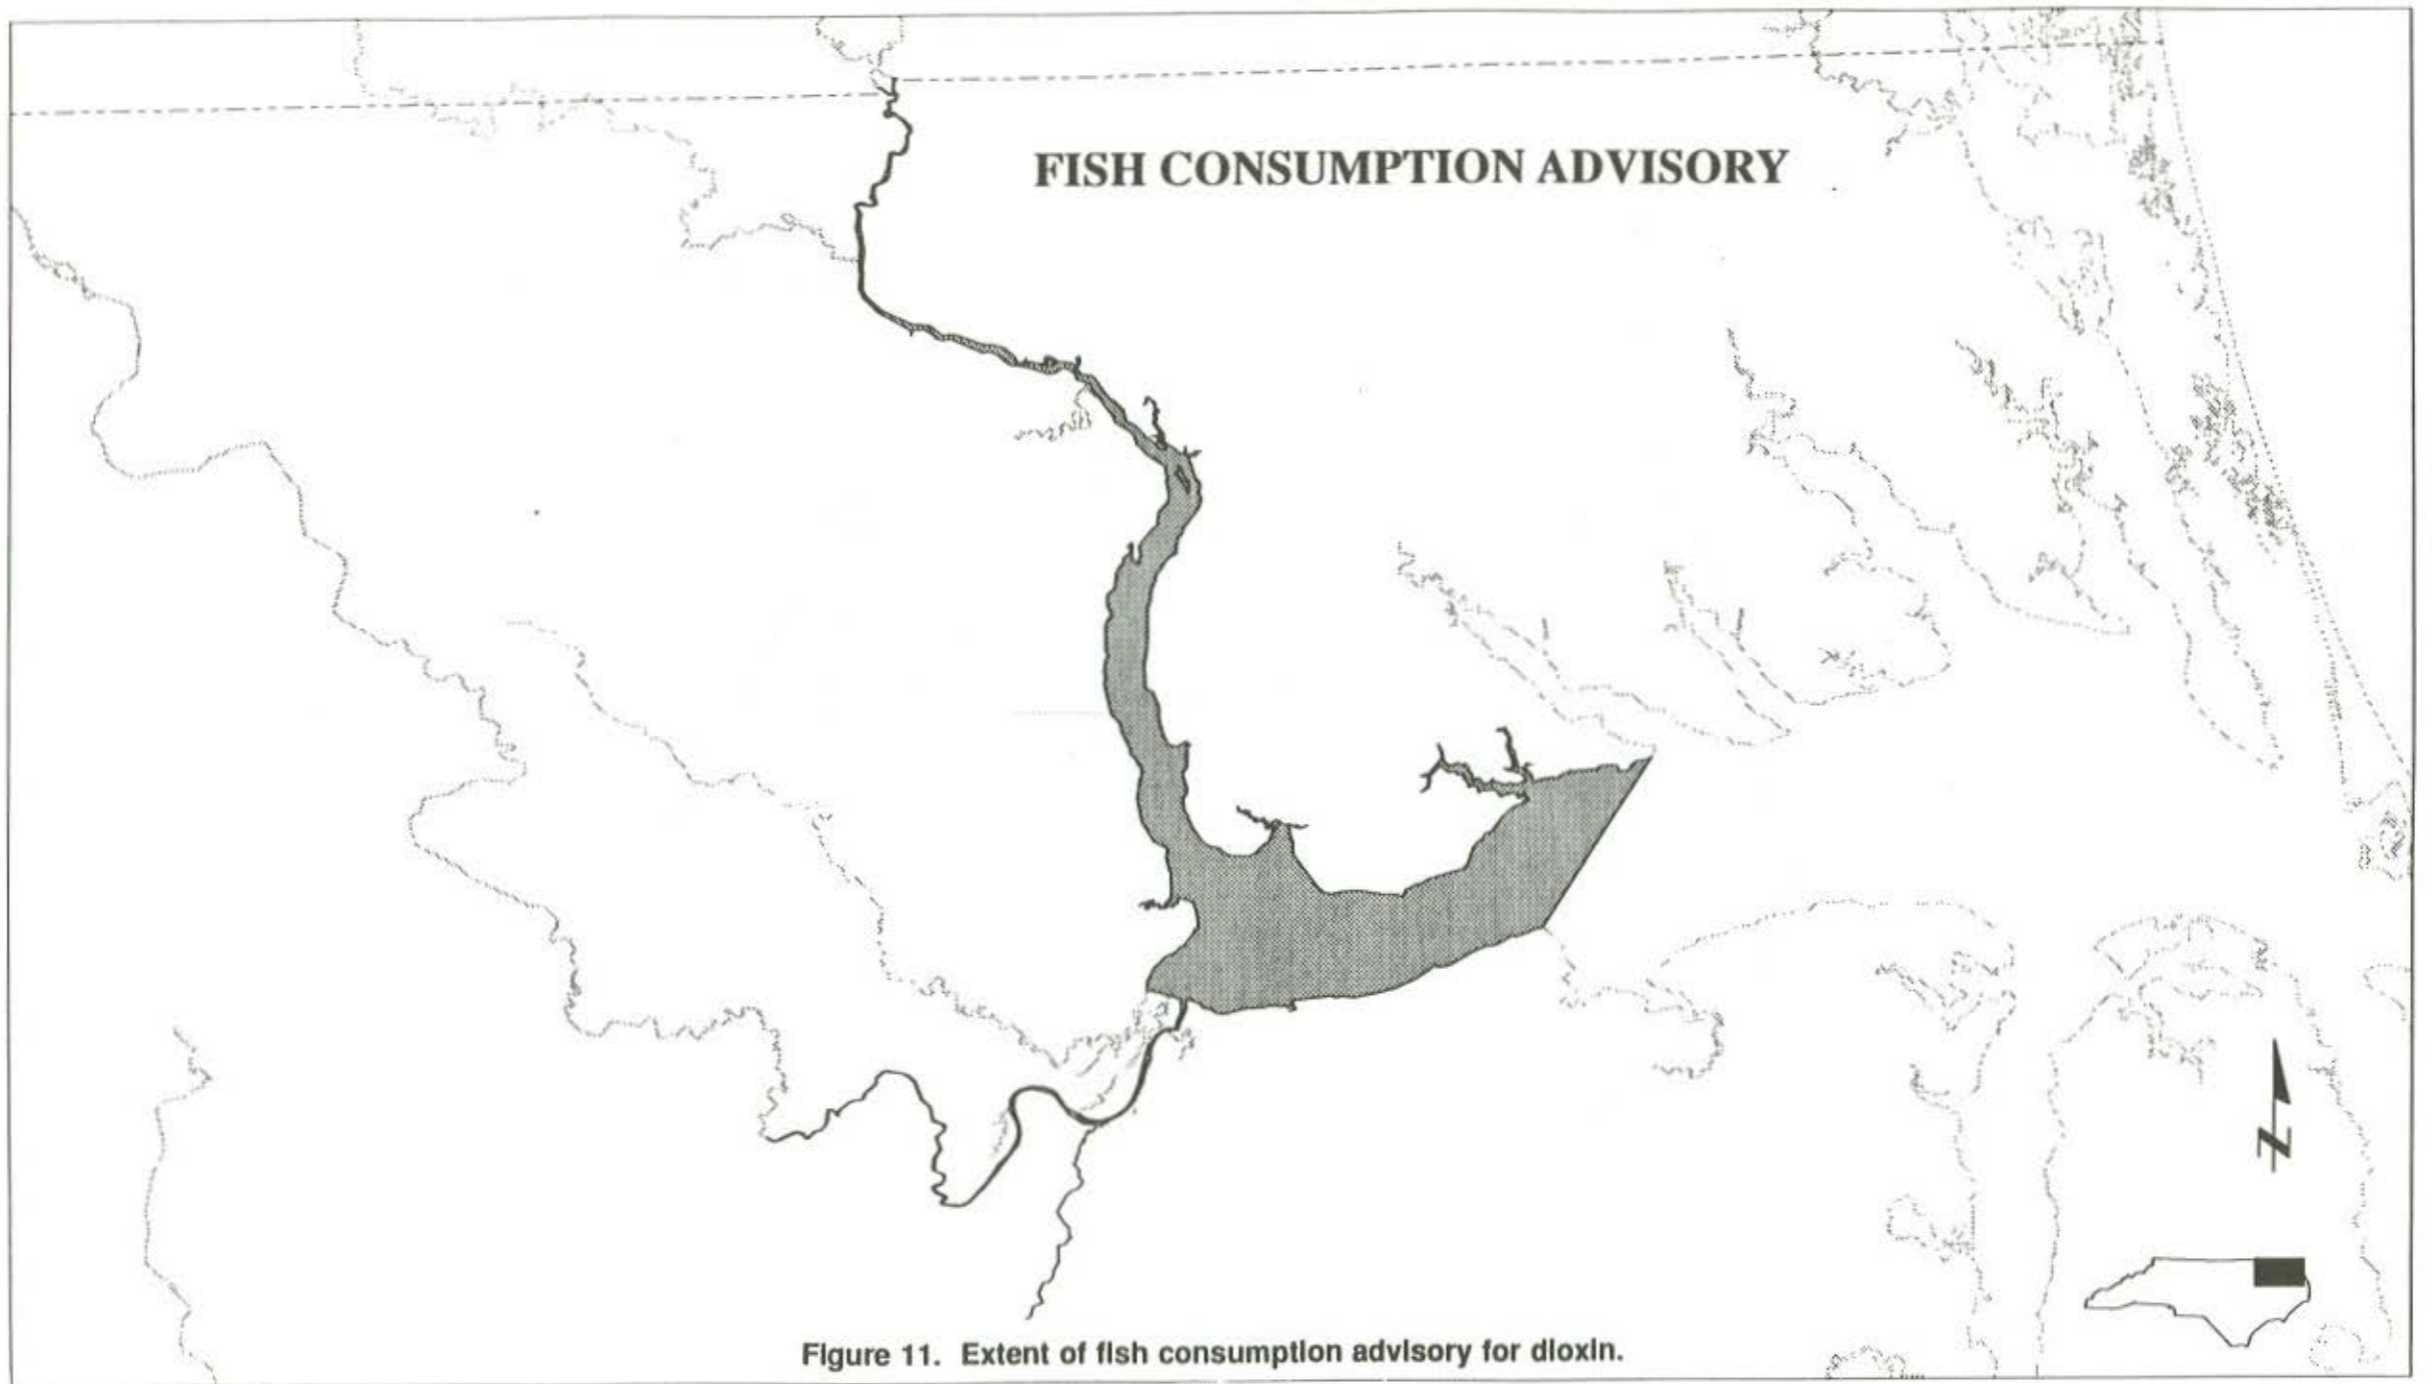 FISH CONSUMPTION ADVISORY
N
Figure 11. Extent of fish consumption advisory for dioxin.